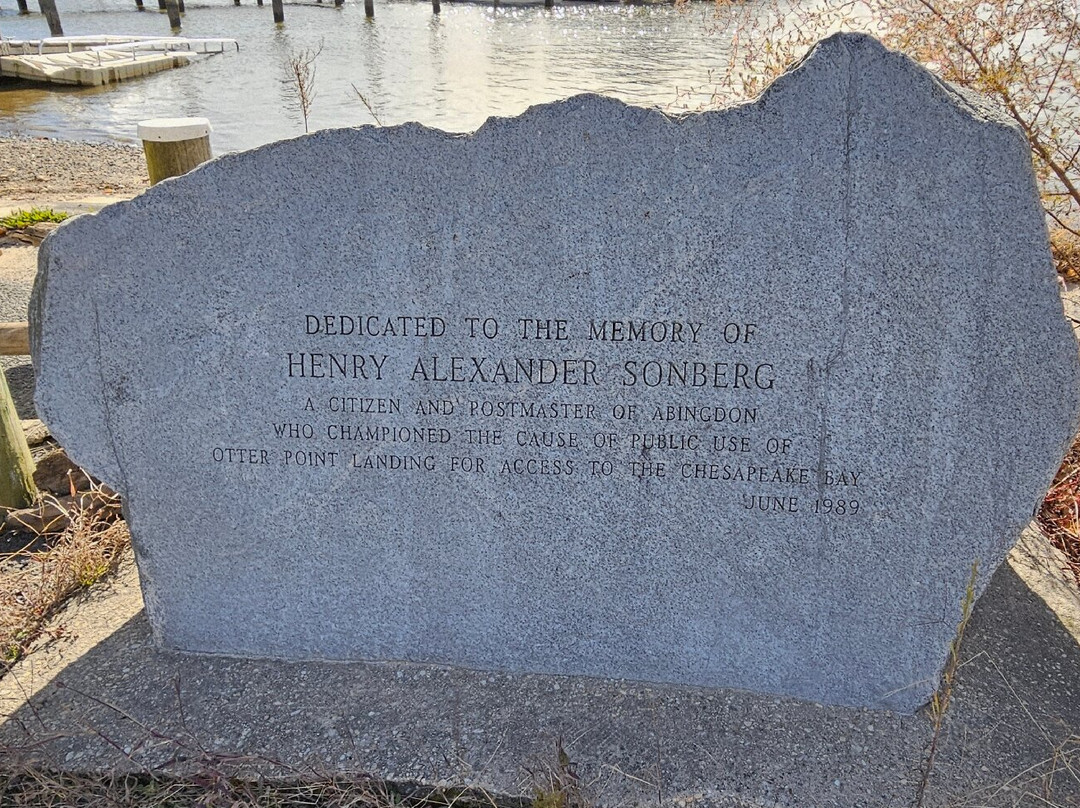 DEDICATED TO THE MEMORY OF
HENRY ALEXANDER SONBERG
A CITIZEN AND POSTMASTER OF ABINGDON
WHO CHAMPIONED THE CAUSE OF PUBLIC USE OF
OTTER POINT LANDING FOR ACCESS TO THE CHESAPEAKE BAY
JUNE 1989